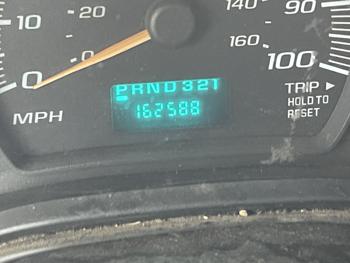 10 20 140 90
0 160
0 100
PRND321 TRIP ▶
MPH 162588 HOLD TO
RESET